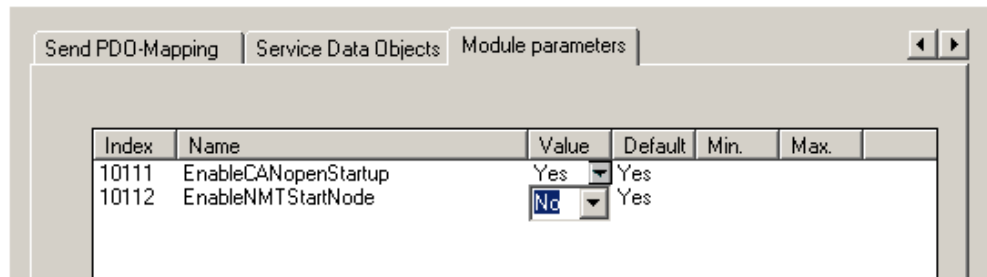 Send PDO-Mapping Service Data Objects Module parameters
Index Name Value Default Min. Max.
10111 EnableCANopenStartup Yes Yes
10112 EnableNMTStartNode No Yes